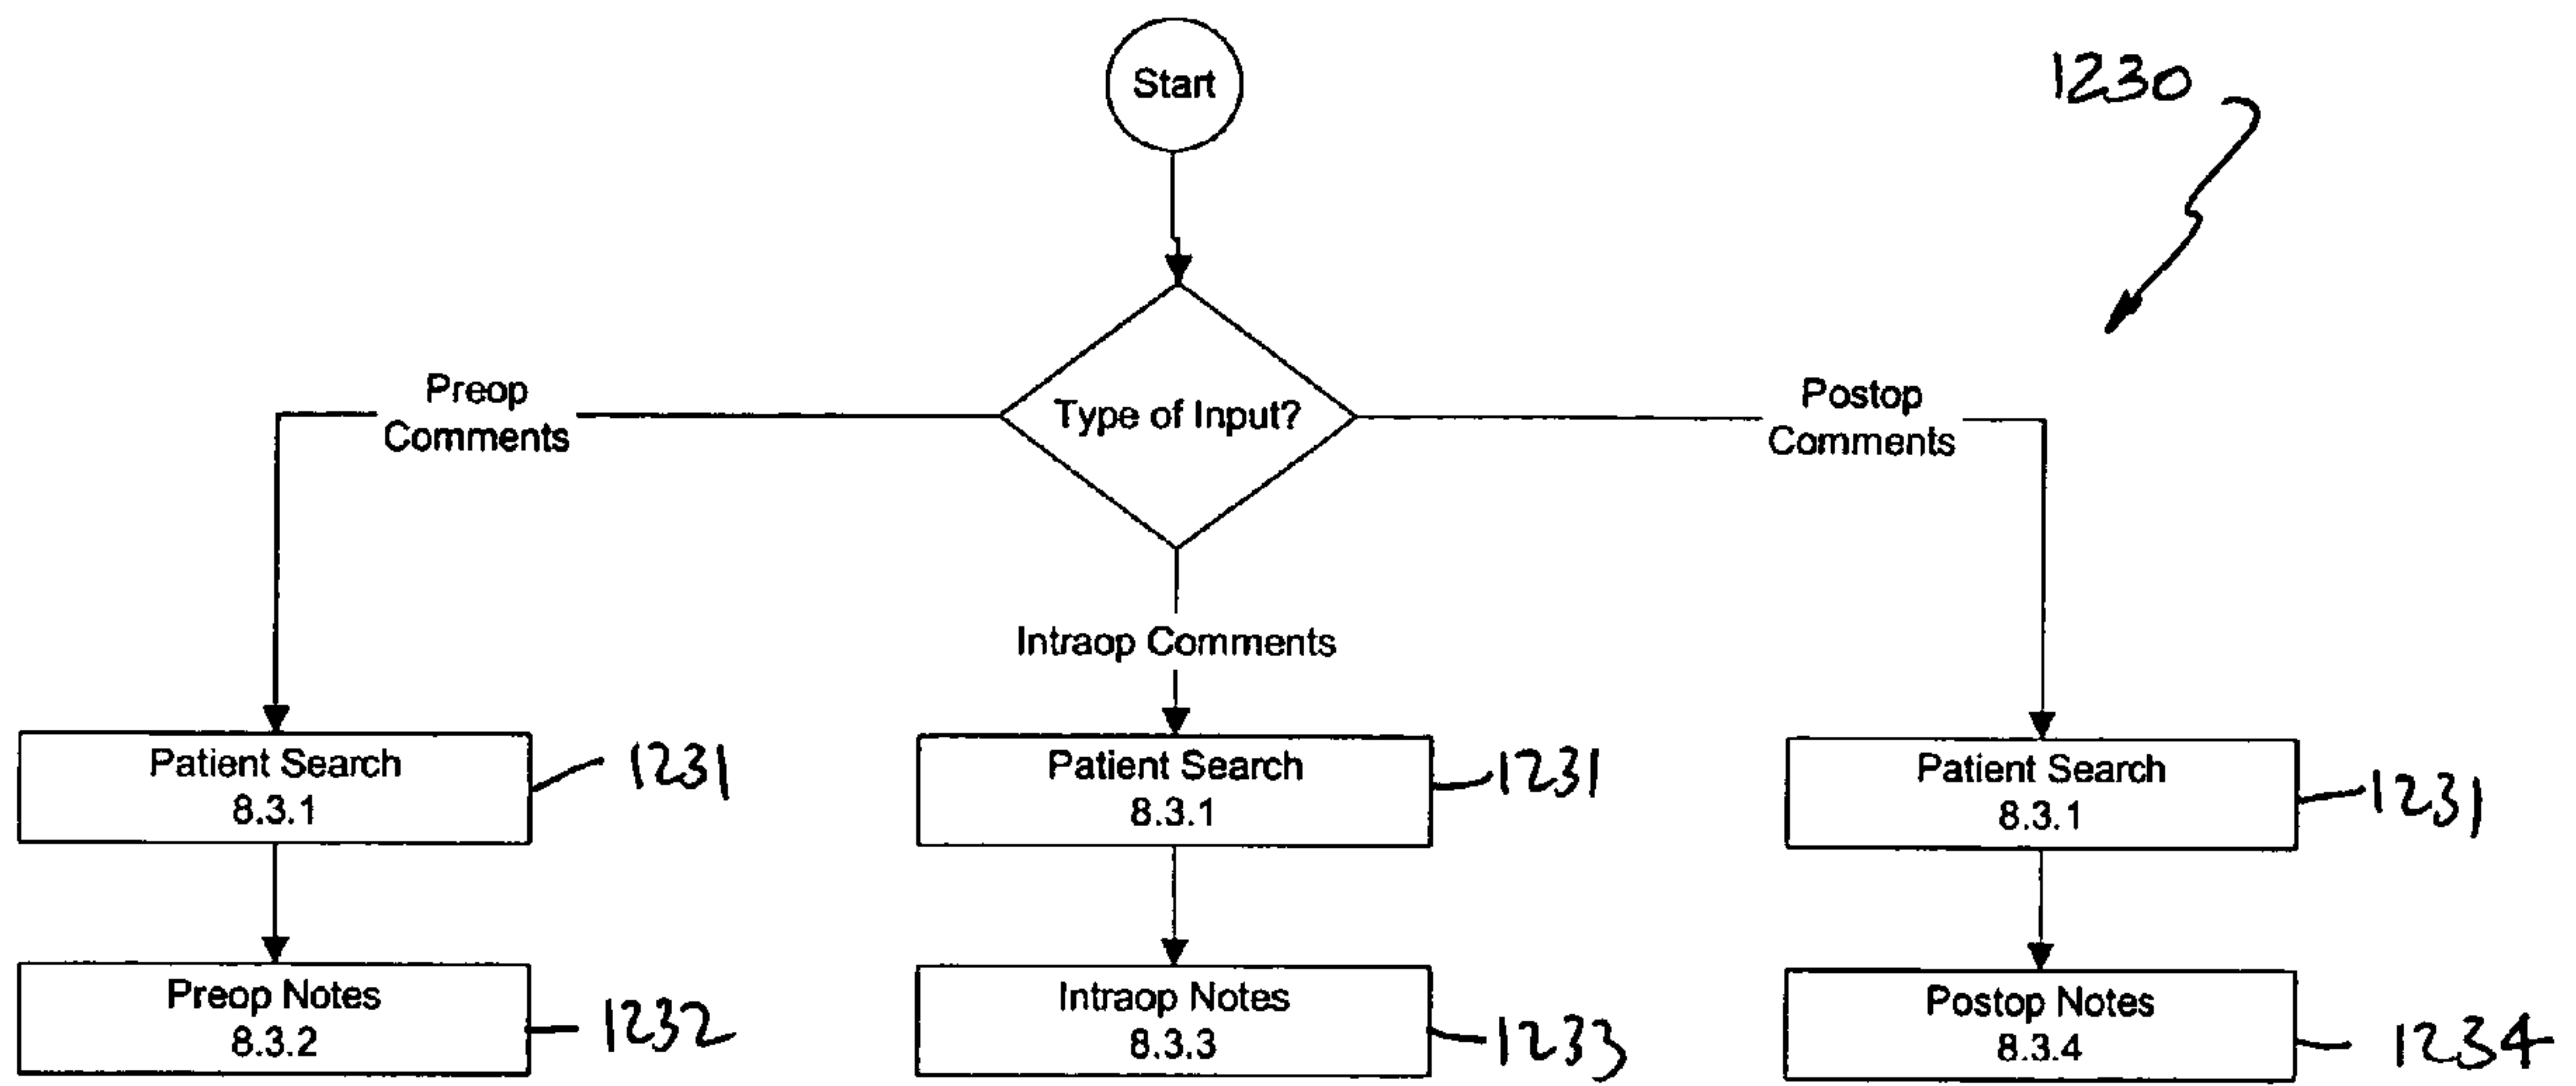 Start
1230
Type of Input?
Preop
Comments
Postop
Comments
Intraop Comments
Patient Search
8.3.1
1231
Patient Search
8.3.1
1231
Patient Search
8.3.1
1231
Preop Notes
8.3.2
1232
Intraop Notes
8.3.3
1233
Postop Notes
8.3.4
1234